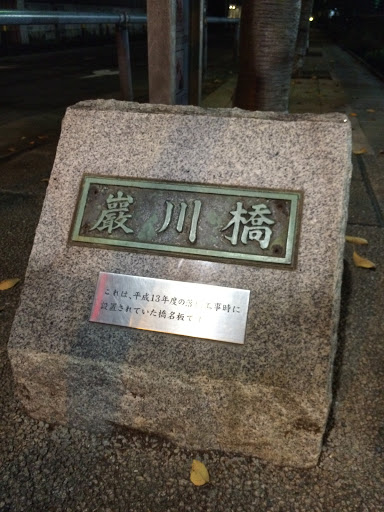 巖川橋
これは、平成13年度の 工事時に
設置されていた橋名板で